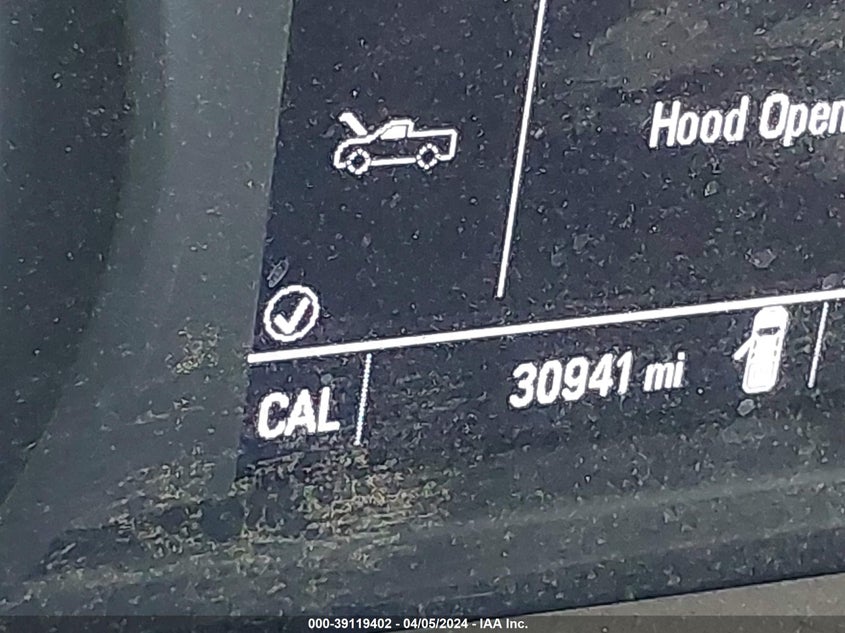 Hood Open
CAL
30941 mi
000-39119402 - 04/05/2024 - IAA Inc.